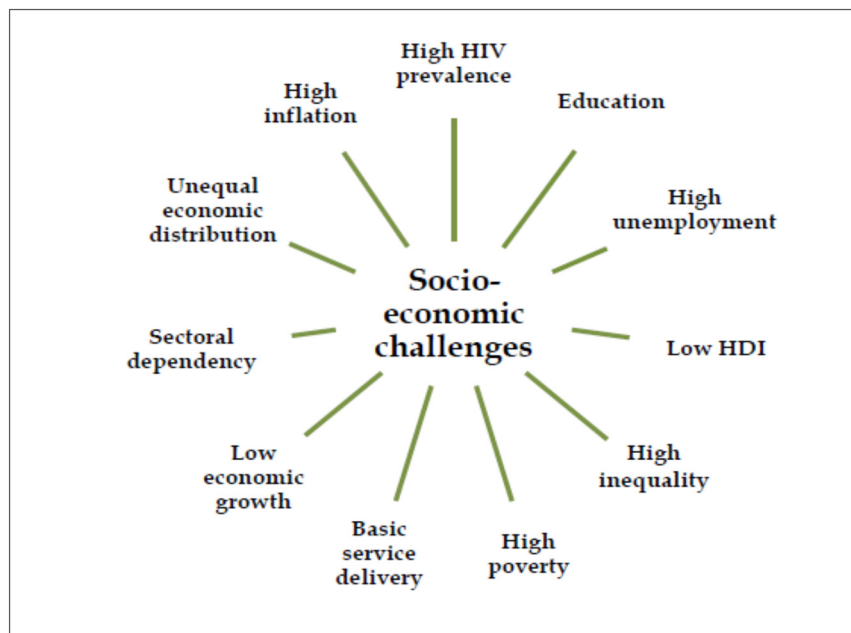 High HIV
prevalence
Education
High
unemployment
Low HDI
High
inequality
High
poverty
Basic
service
delivery
Low
economic
growth
Sectoral
dependency
Unequal
economic
distribution
High
inflation
Socio-
economic
challenges